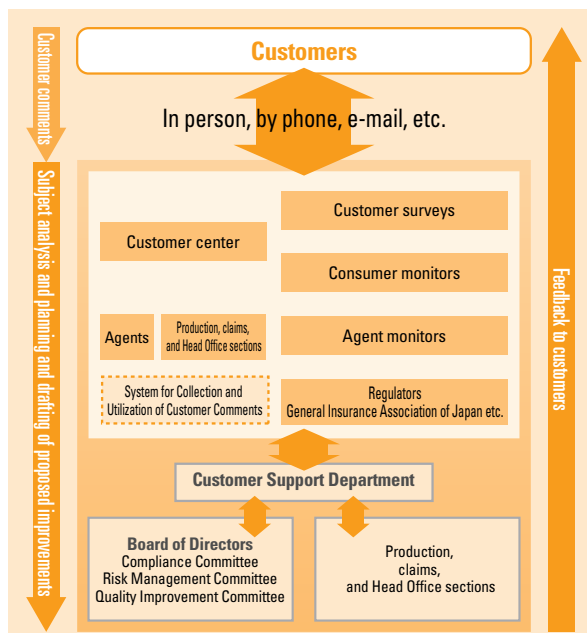 Customers
In person, by phone, e-mail, etc.
Customer comments
Subject analysis and planning and drafting of proposed improvements
Feedback to customers
Customer center
Agents
Production, claims,
and Head Office sections
System for Collection and
Utilization of Customer Comments
Customer surveys
Consumer monitors
Agent monitors
Regulators
General Insurance Association of Japan etc.
Customer Support Department
Board of Directors
Compliance Committee
Risk Management Committee
Quality Improvement Committee
Production,
claims,
and Head Office sections